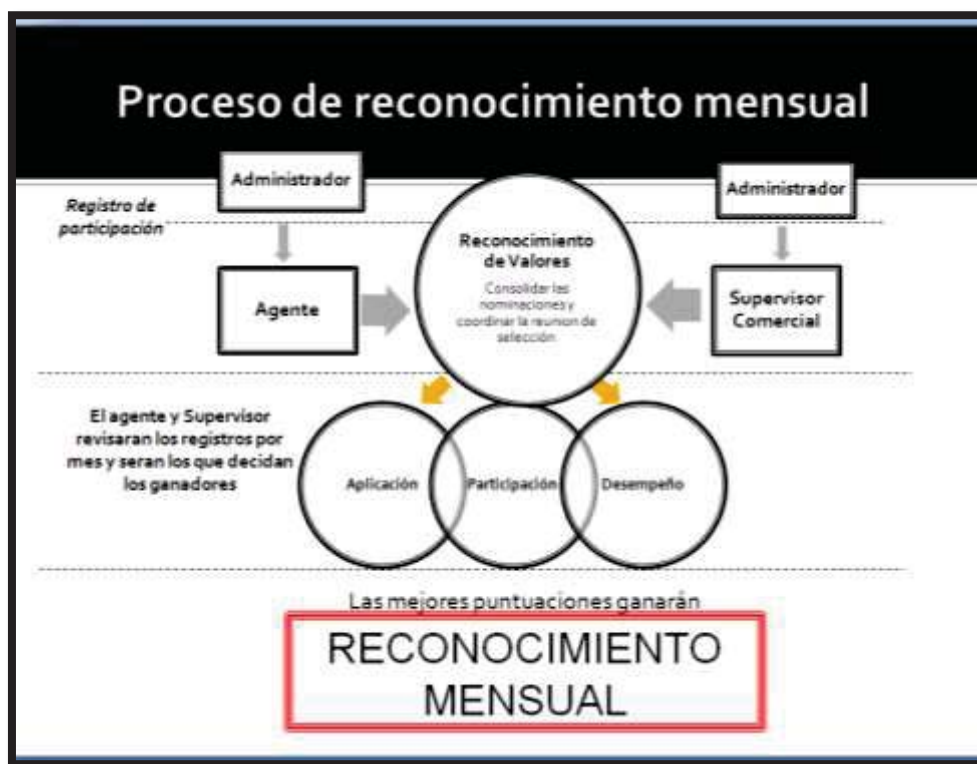 Proceso de reconocimiento mensual
Administrador
Administrador
Registro de
participación
Reconocimiento
de Valores
Consolidar las
nominaciones y
coordinar la reunion de
selección
Agente
Supervisor
Comercial
El agente y Supervisor
revisaran los registros por
mes y seran los que decidan
los ganadores
Aplicación
Participación
Desempeño
Las mejores puntuaciones ganarán
RECONOCIMIENTO
MENSUAL